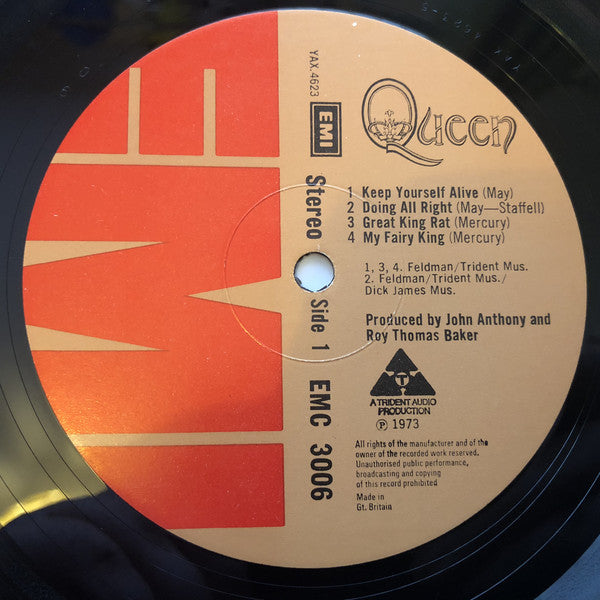 Queen
1 Keep Yourself Alive (May)
2 Doing All Right (May—Staffell)
3 Great King Rat (Mercury)
4 My Fairy King (Mercury)
1, 3, 4. Feldman/Trident Mus.
2. Feldman/Trident Mus./
Dick James Mus.
Produced by John Anthony and
Roy Thomas Baker
T
A TRIDENT AUDIO
PRODUCTION
℗ 1973
All rights of the manufacturer and of the
owner of the recorded work reserved.
Unauthorised public performance,
broadcasting and copying
of this record prohibited
Made in
Gt. Britain
YAX.4623
EMI
Stereo
Side 1
EMC 3006
EMI